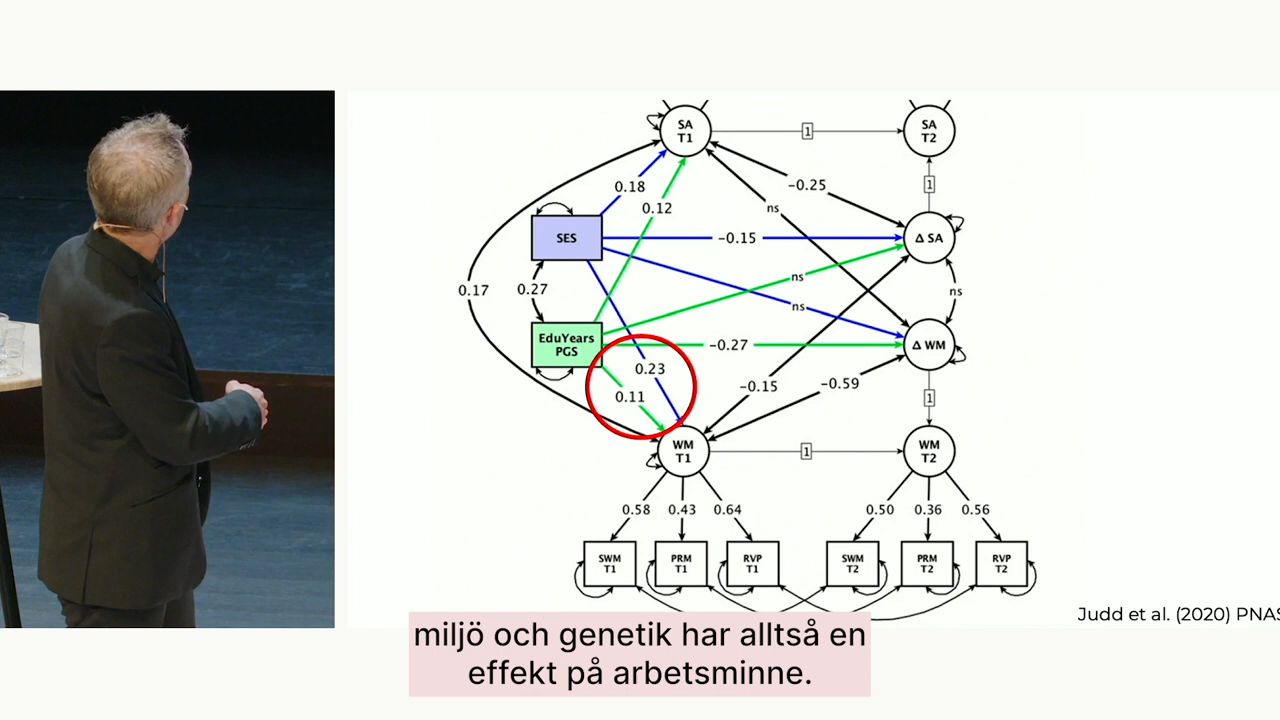 SA
T1
1
SA
T2
0.18
0.12
−0.25
ns
1
SES
−0.15
Δ SA
0.17
0.27
ns
ns
ns
EduYears
PGS
−0.27
Δ WM
0.23
0.11
−0.15
−0.59
1
WM
T1
1
WM
T2
0.58
0.43
0.64
0.50
0.36
0.56
SWM
T1
PRM
T1
RVP
T1
SWM
T2
PRM
T2
RVP
T2
Judd et al. (2020) PNAS
miljö och genetik har alltså en
effekt på arbetsminne.